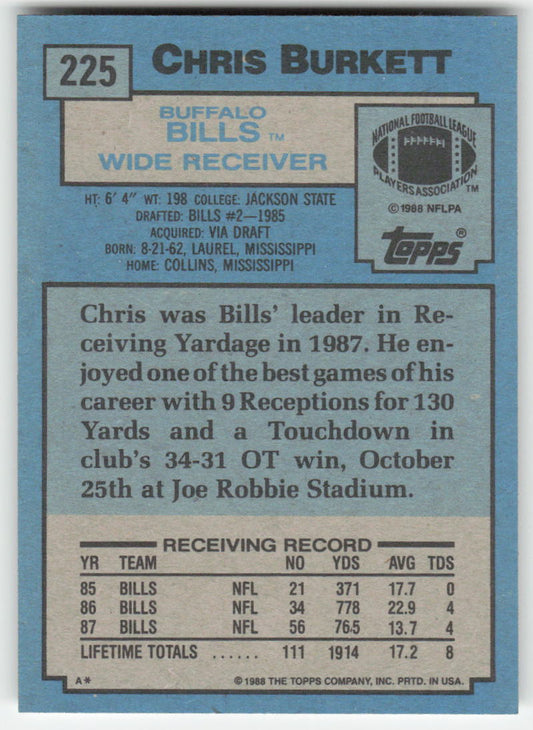 225
CHRIS BURKETT
BUFFALO
BILLS ™
WIDE RECEIVER
NATIONAL FOOTBALL LEAGUE
PLAYERS ASSOCIATION™
© 1988 NFLPA
topps®
HT: 6' 4" WT: 198 COLLEGE: JACKSON STATE
DRAFTED: BILLS #2—1985
ACQUIRED: VIA DRAFT
BORN: 8-21-62, LAUREL, MISSISSIPPI
HOME: COLLINS, MISSISSIPPI
Chris was Bills' leader in Re-
ceiving Yardage in 1987. He en-
joyed one of the best games of his
career with 9 Receptions for 130
Yards and a Touchdown in
club's 34-31 OT win, October
25th at Joe Robbie Stadium.
RECEIVING RECORD
YR TEAM NO YDS AVG TDS
85 BILLS NFL 21 371 17.7 0
86 BILLS NFL 34 778 22.9 4
87 BILLS NFL 56 765 13.7 4
LIFETIME TOTALS ...... 111 1914 17.2 8
A* © 1988 THE TOPPS COMPANY, INC. PRTD. IN USA.